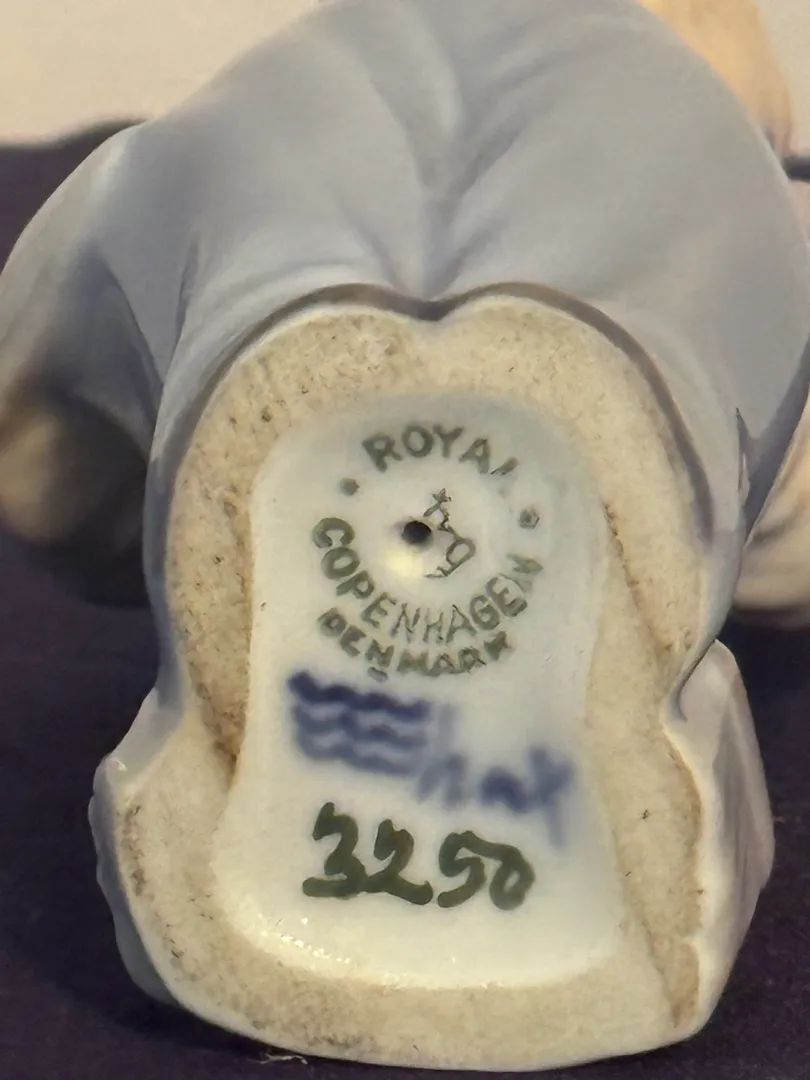 ROYAL
COPENHAGEN
DENMARK
3250